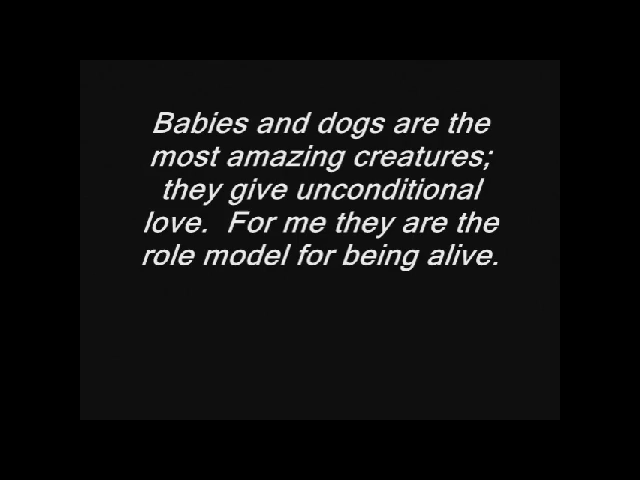 Babies and dogs are the
most amazing creatures;
they give unconditional
love.  For me they are the
role model for being alive.